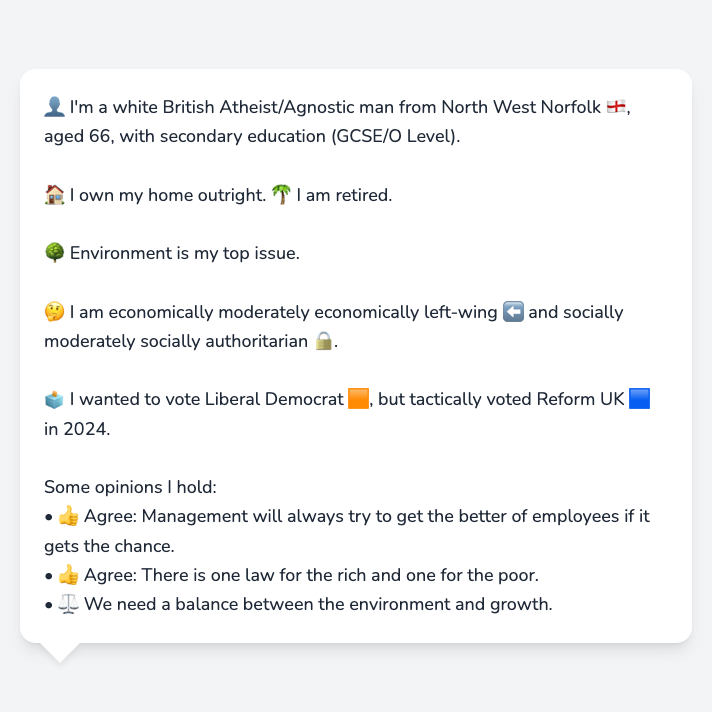 👤 I'm a white British Atheist/Agnostic man from North West Norfolk 🏴󠁧󠁢󠁥󠁮󠁧󠁿,
aged 66, with secondary education (GCSE/O Level).
🏠 I own my home outright. 🌴 I am retired.
🌳 Environment is my top issue.
🤔 I am economically moderately economically left-wing ⬅️ and socially
moderately socially authoritarian 🔒.
🗳️ I wanted to vote Liberal Democrat 🟧, but tactically voted Reform UK 🟦
in 2024.
Some opinions I hold:
• 👍 Agree: Management will always try to get the better of employees if it
gets the chance.
• 👍 Agree: There is one law for the rich and one for the poor.
• ⚖️ We need a balance between the environment and growth.